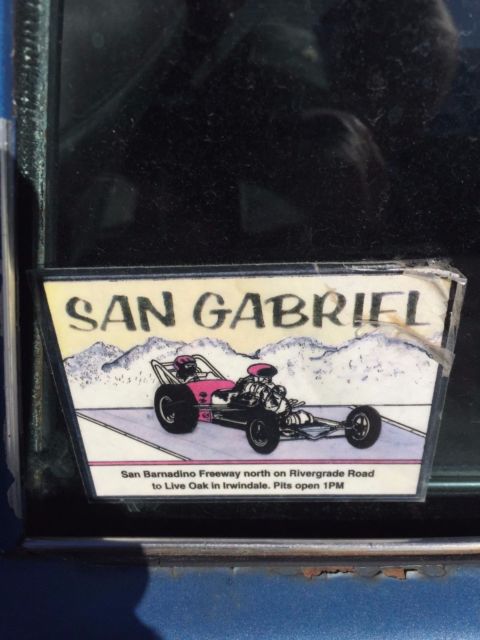 SAN GABRIEL
San Barnadino Freeway north on Rivergrade Road
to Live Oak in Irwindale. Pits open 1PM